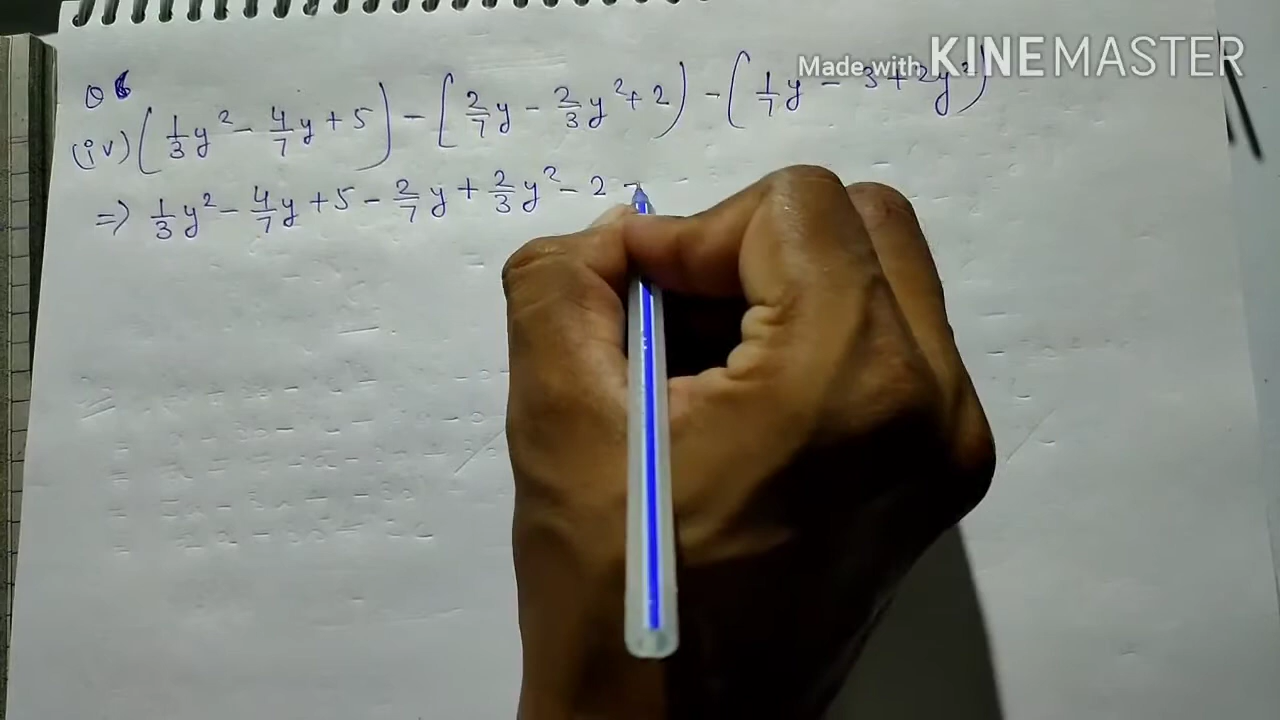 Made with KINEMASTER
Q6
(iv) (1/3 y² - 4/7 y + 5) - [2/7 y - 2/3 y² + 2) - (1/7 y - 3 + 2y²)
=> 1/3 y² - 4/7 y + 5 - 2/7 y + 2/3 y² - 2 -